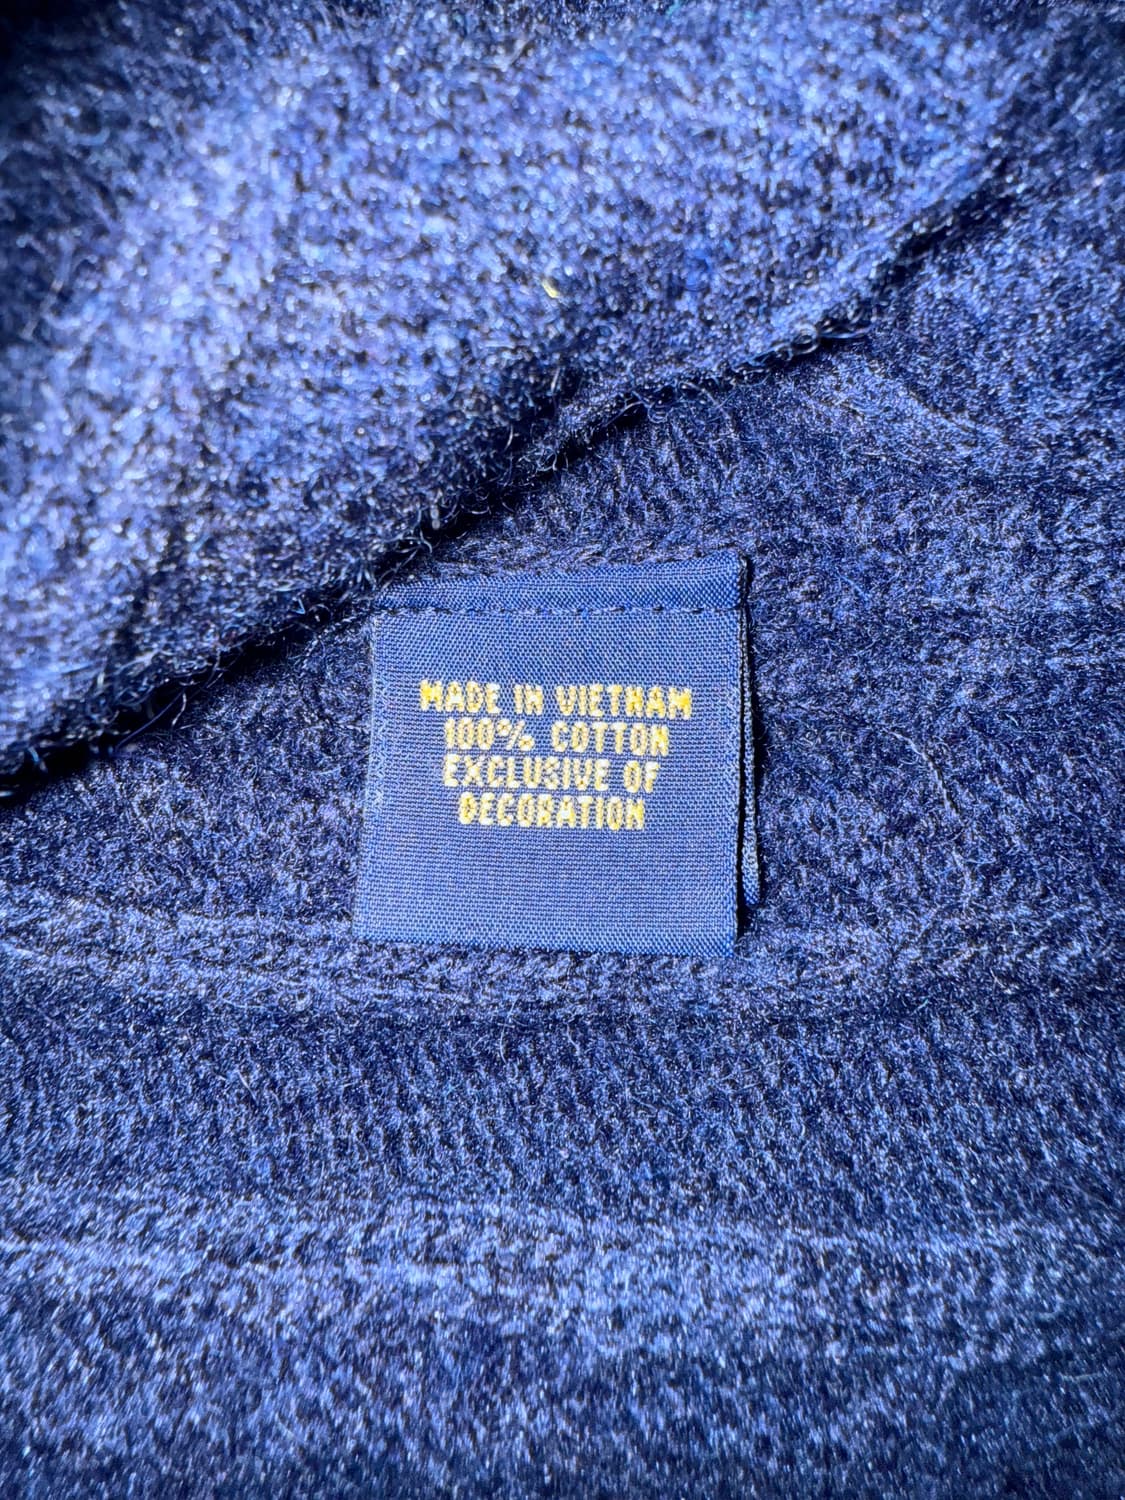 MADE IN VIETNAM
100% COTTON
EXCLUSIVE OF
DECORATION